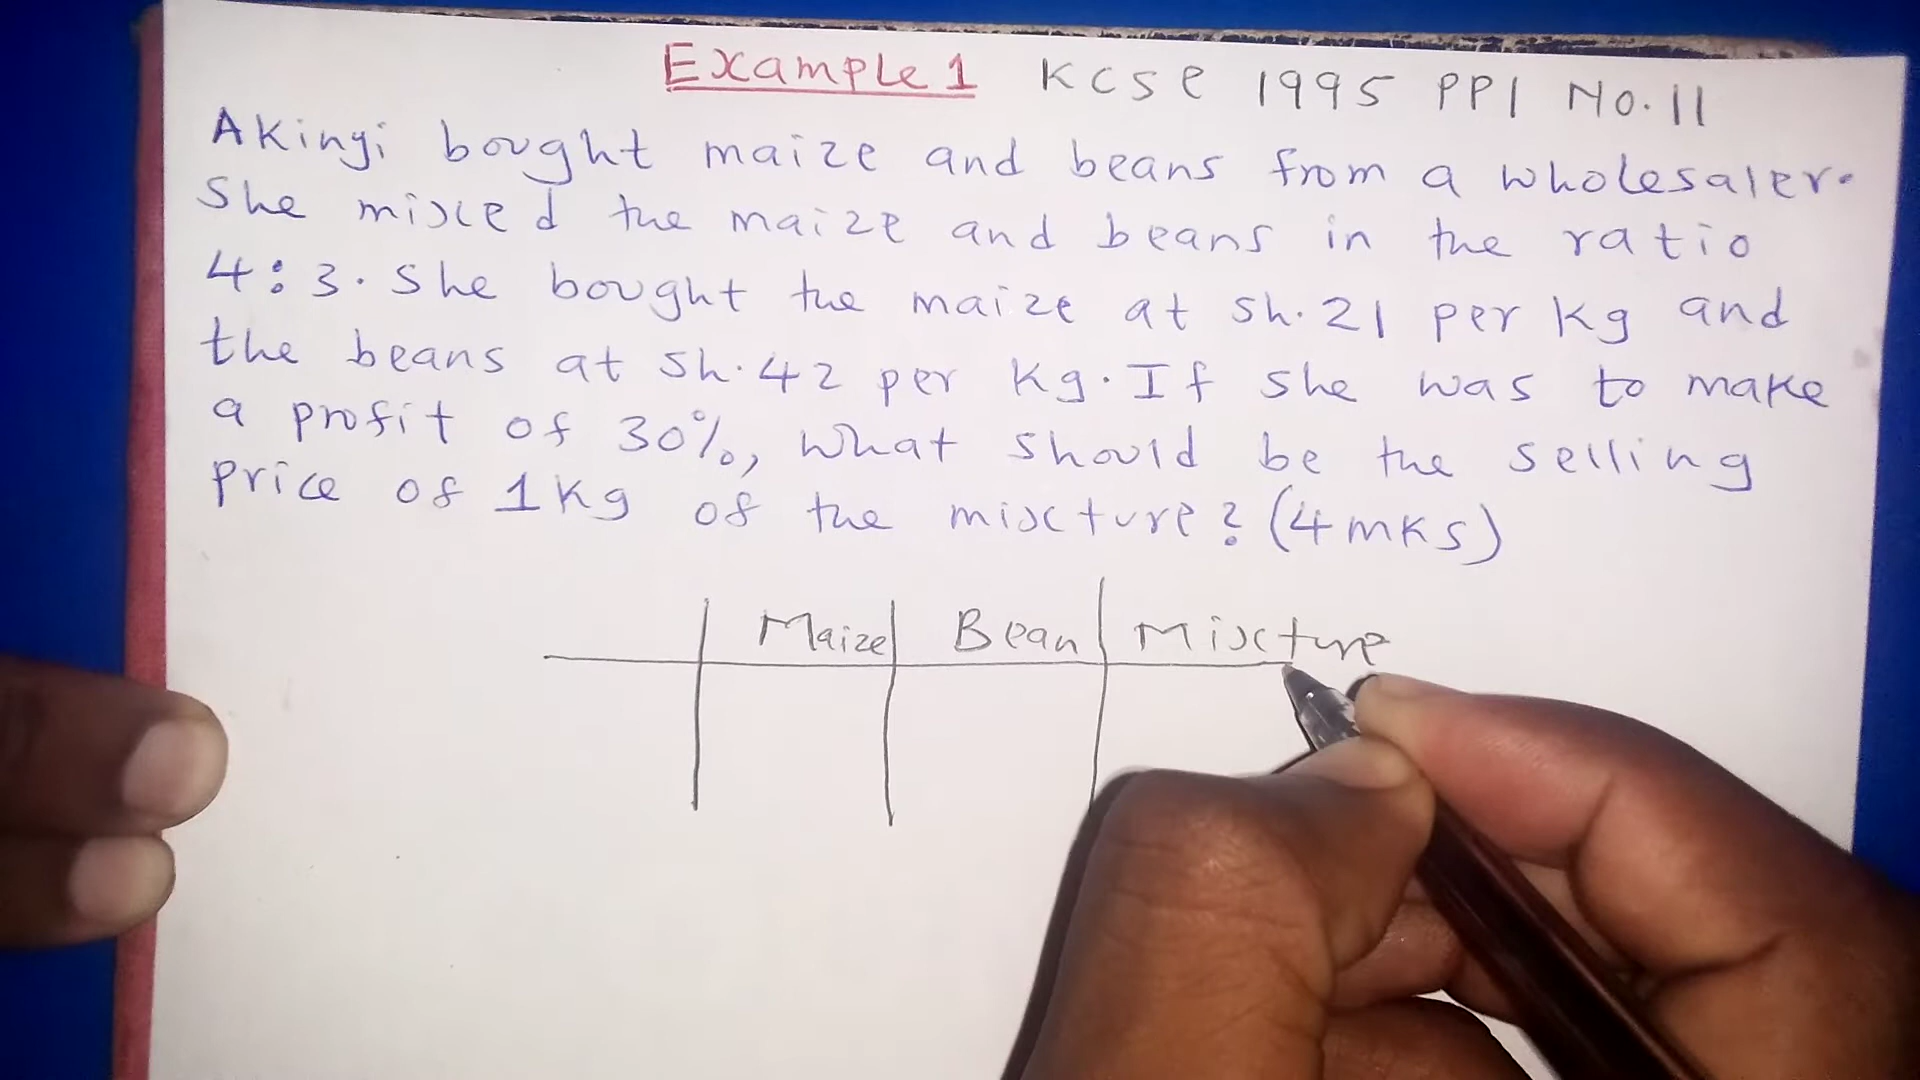 Example 1 KCSE 1995 PP1 No.11
Akinyi bought maize and beans from a wholesaler.
She mixed the maize and beans in the ratio
4:3. She bought the maize at sh.21 per kg and
the beans at sh.42 per kg. If she was to make
a profit of 30%, what should be the selling
price of 1kg of the mixture? (4mks)
Maize Bean Mixture